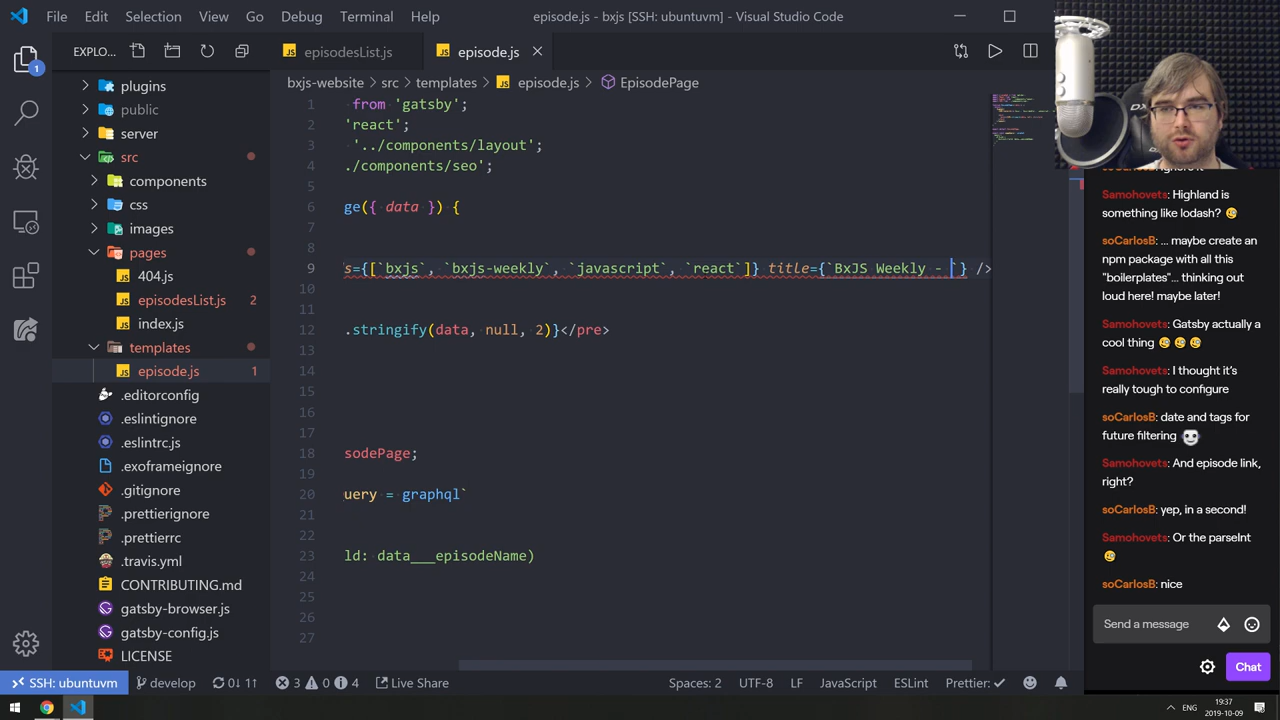 File Edit Selection View Go Debug Terminal Help
episode.js - bxjs [SSH: ubuntuvm] - Visual Studio Code
EXPLO...
episodesList.js
episode.js
bxjs-website > src > templates > episode.js > EpisodePage
plugins
public
server
src
components
css
images
pages
404.js
episodesList.js
index.js
templates
episode.js 1
.editorconfig
.eslintignore
.eslintrc.js
.exoframeignore
.gitignore
.prettierignore
.prettierrc
.travis.yml
CONTRIBUTING.md
gatsby-browser.js
gatsby-config.js
LICENSE
1
from 'gatsby';
2 react';
'../components/layout';
4 ./components/seo';
5
6 ge({ data }) {
7
8
9 s={[`bxjs`, `bxjs-weekly`, `javascript`, `react`]} title={`BxJS Weekly - `} />
10
11
12 .stringify(data, null, 2)}</pre>
13
14
15
16
17
18 sodePage;
19
20 uery = graphql`
21
22
23 ld: data___episodeName)
24
25
26
27
Samohovets: Highland is
something like lodash?
soCarlosB: ... maybe create an
npm package with all this
"boilerplates"... thinking out
loud here! maybe later!
Samohovets: Gatsby actually a
cool thing
Samohovets: I thought it's
really tough to configure
soCarlosB: date and tags for
future filtering
Samohovets: And episode link,
right?
soCarlosB: yep, in a second!
Samohovets: Or the parseInt
soCarlosB: nice
Send a message
Chat
SSH: ubuntuvm develop 0↓ 11↑ 3 0 4 Live Share
Spaces: 2 UTF-8 LF JavaScript ESLint Prettier: ✓
ENG
19:37
2019-10-09